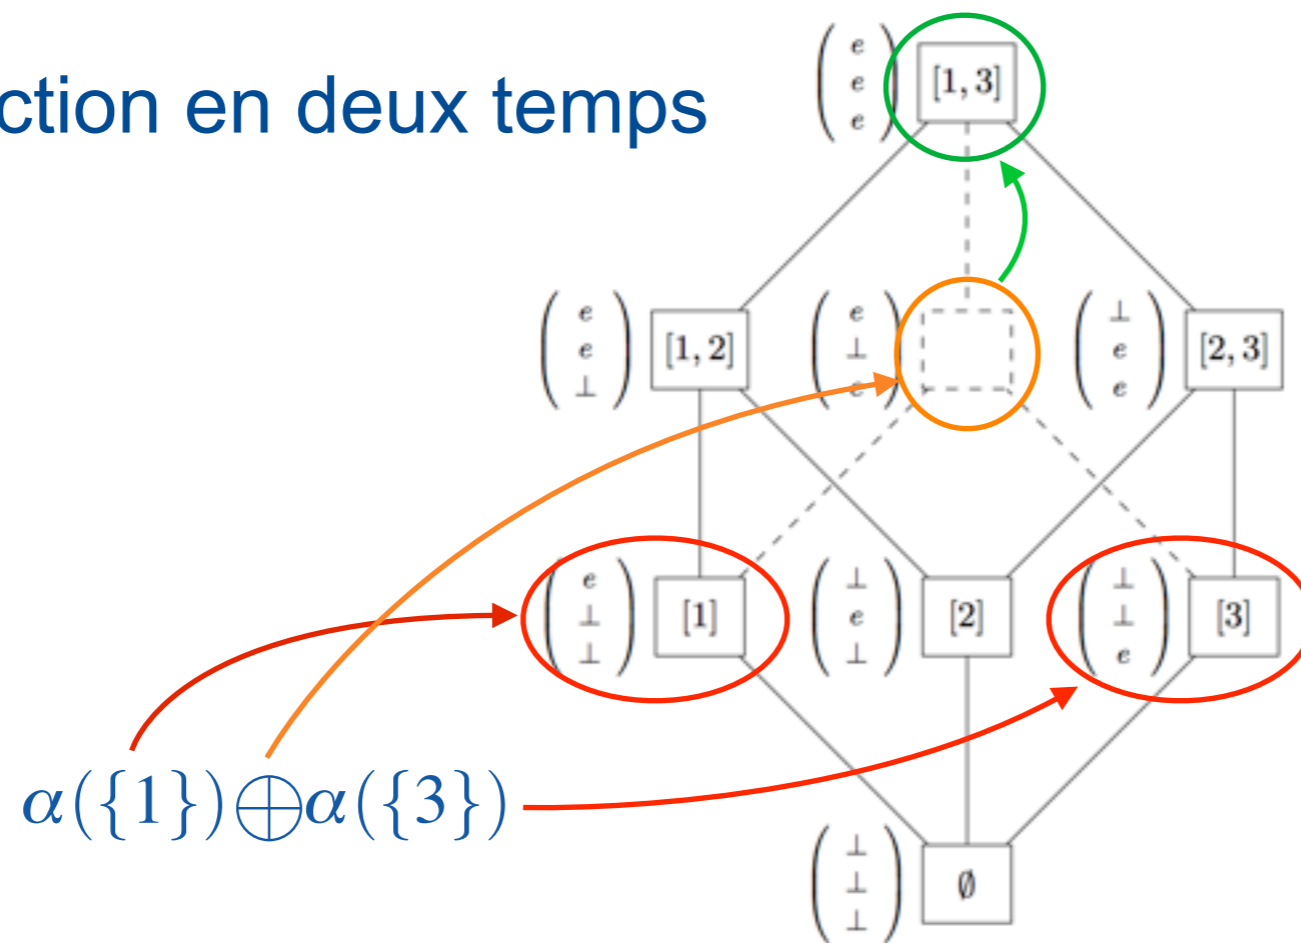 ction en deux temps
( e e e ) [1, 3]
( e e ⊥ ) [1, 2] ( e ⊥ e ) ( ⊥ e e ) [2, 3]
( e ⊥ ⊥ ) [1] ( ⊥ e ⊥ ) [2] ( ⊥ ⊥ e ) [3]
α({1})⊕α({3})
( ⊥ ⊥ ⊥ ) ∅